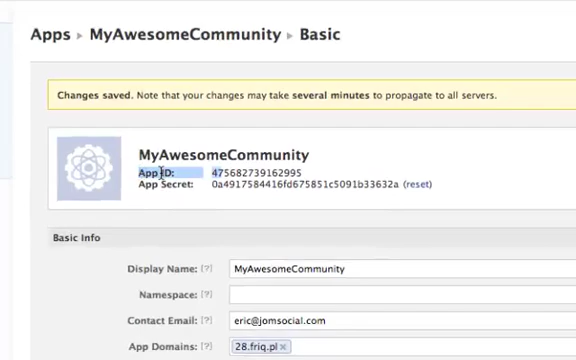 Apps ▸ MyAwesomeCommunity ▸ Basic
Changes saved. Note that your changes may take several minutes to propagate to all servers.
MyAwesomeCommunity
App ID: 475682739162995
App Secret: 0a4917584416fd675851c5091b33632a (reset)
Basic Info
Display Name: [?] MyAwesomeCommunity
Namespace: [?]
Contact Email: [?] eric@jomsocial.com
App Domains: [?] 28.friq.pl ×